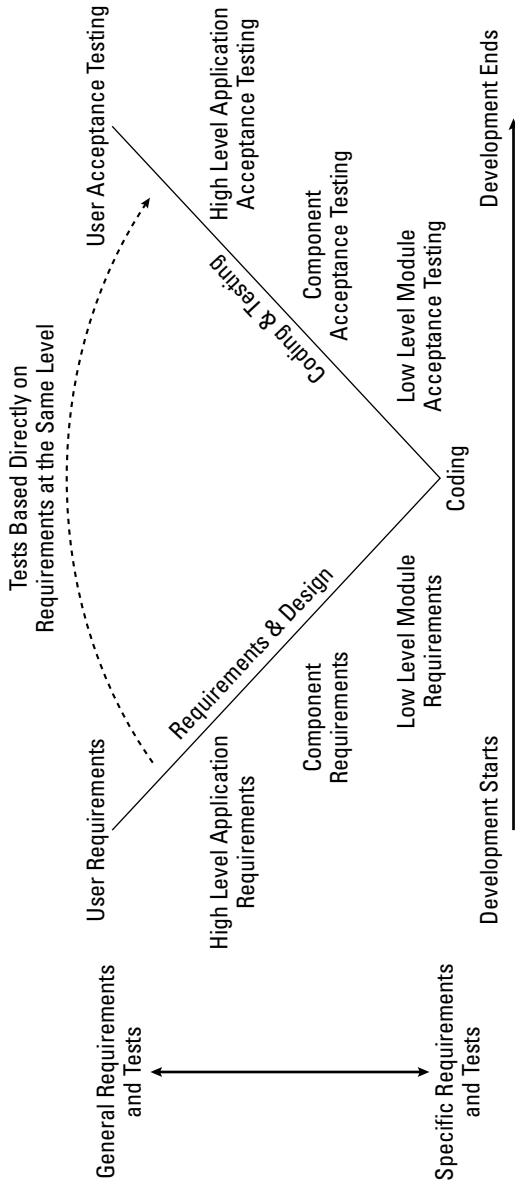 Tests Based Directly on
Requirements at the Same Level
User Requirements
User Acceptance Testing
General Requirements
and Tests
Requirements & Design
Coding & Testing
High Level Application
Requirements
High Level Application
Acceptance Testing
Component
Requirements
Component
Acceptance Testing
Low Level Module
Requirements
Low Level Module
Acceptance Testing
Coding
Specific Requirements
and Tests
Development Starts
Development Ends